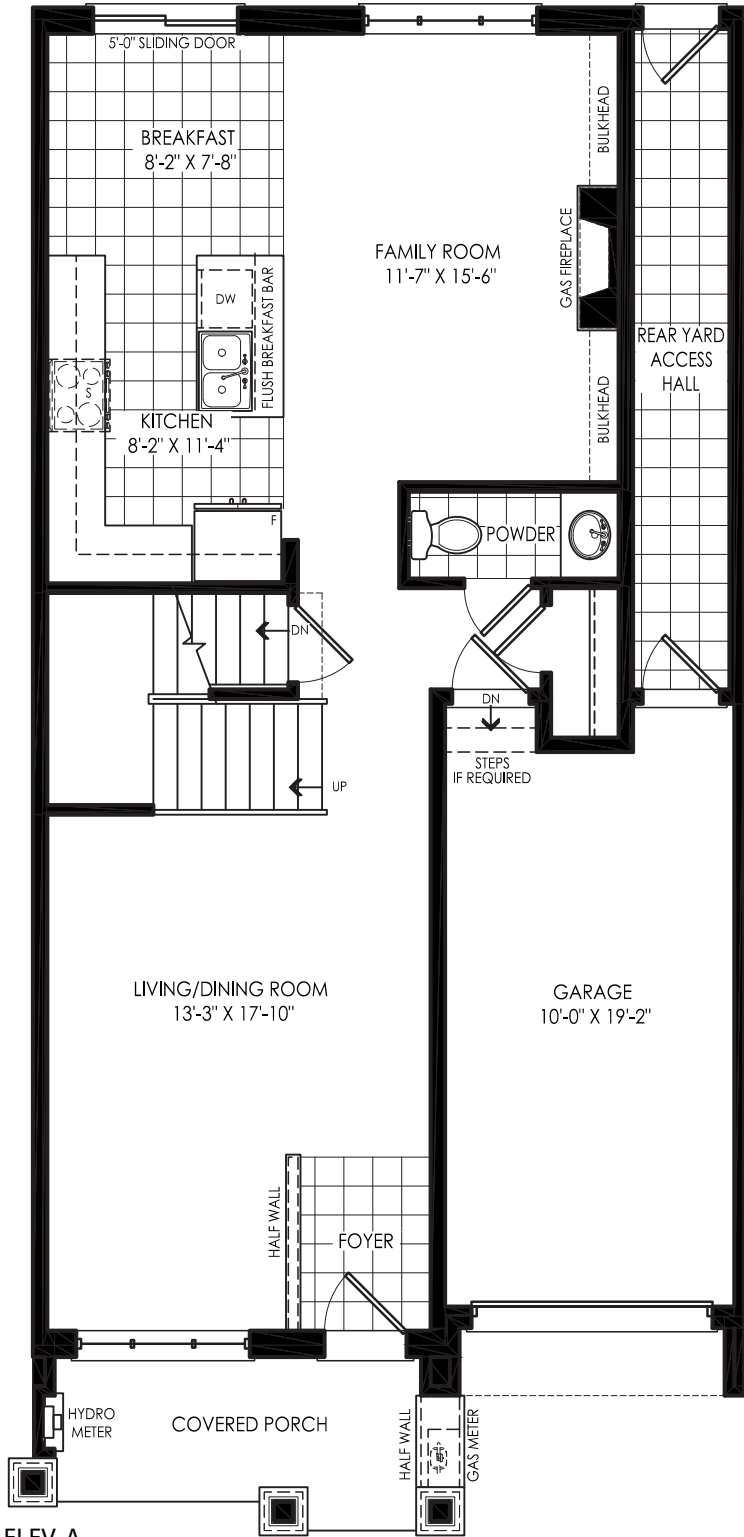 5'-0" SLIDING DOOR
BREAKFAST
8'-2" X 7'-8"
BULKHEAD
FAMILY ROOM
11'-7" X 15'-6"
GAS FIREPLACE
DW
FLUSH BREAKFAST BAR
REAR YARD
ACCESS
HALL
S
KITCHEN
8'-2" X 11'-4"
BULKHEAD
F
POWDER
DN
DN
STEPS
IF REQUIRED
UP
LIVING/DINING ROOM
13'-3" X 17'-10"
GARAGE
10'-0" X 19'-2"
HALF WALL
FOYER
HYDRO
METER
COVERED PORCH
HALF WALL
GAS METER
ELEV. A